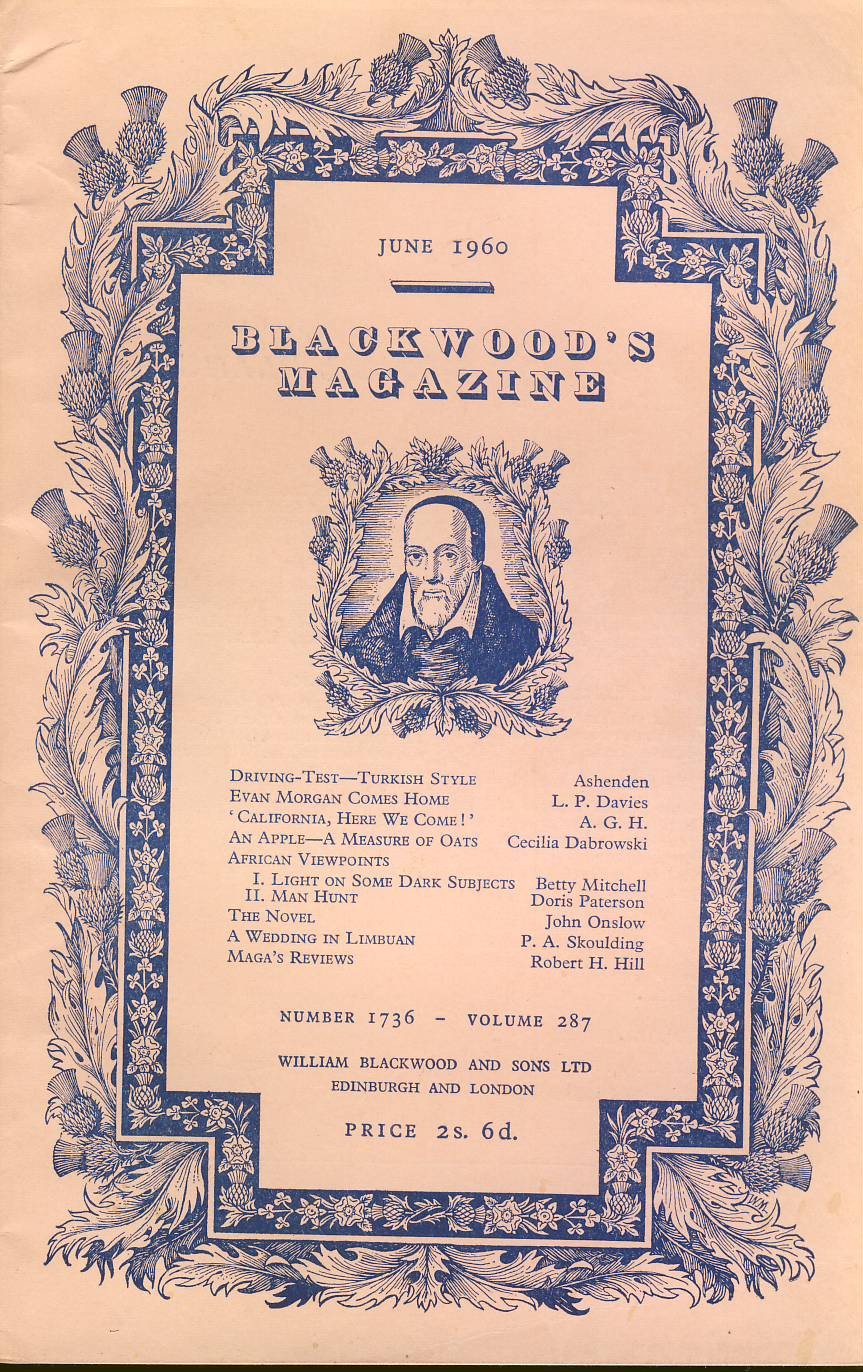 JUNE 1960
BLACKWOOD'S
MAGAZINE
DRIVING-TEST—TURKISH STYLE Ashenden
EVAN MORGAN COMES HOME L. P. Davies
'CALIFORNIA, HERE WE COME!' A. G. H.
AN APPLE—A MEASURE OF OATS Cecilia Dabrowski
AFRICAN VIEWPOINTS
I. LIGHT ON SOME DARK SUBJECTS Betty Mitchell
II. MAN HUNT Doris Paterson
THE NOVEL John Onslow
A WEDDING IN LIMBUAN P. A. Skoulding
MAGA'S REVIEWS Robert H. Hill
NUMBER 1736 – VOLUME 287
WILLIAM BLACKWOOD AND SONS LTD
EDINBURGH AND LONDON
PRICE 2s. 6d.